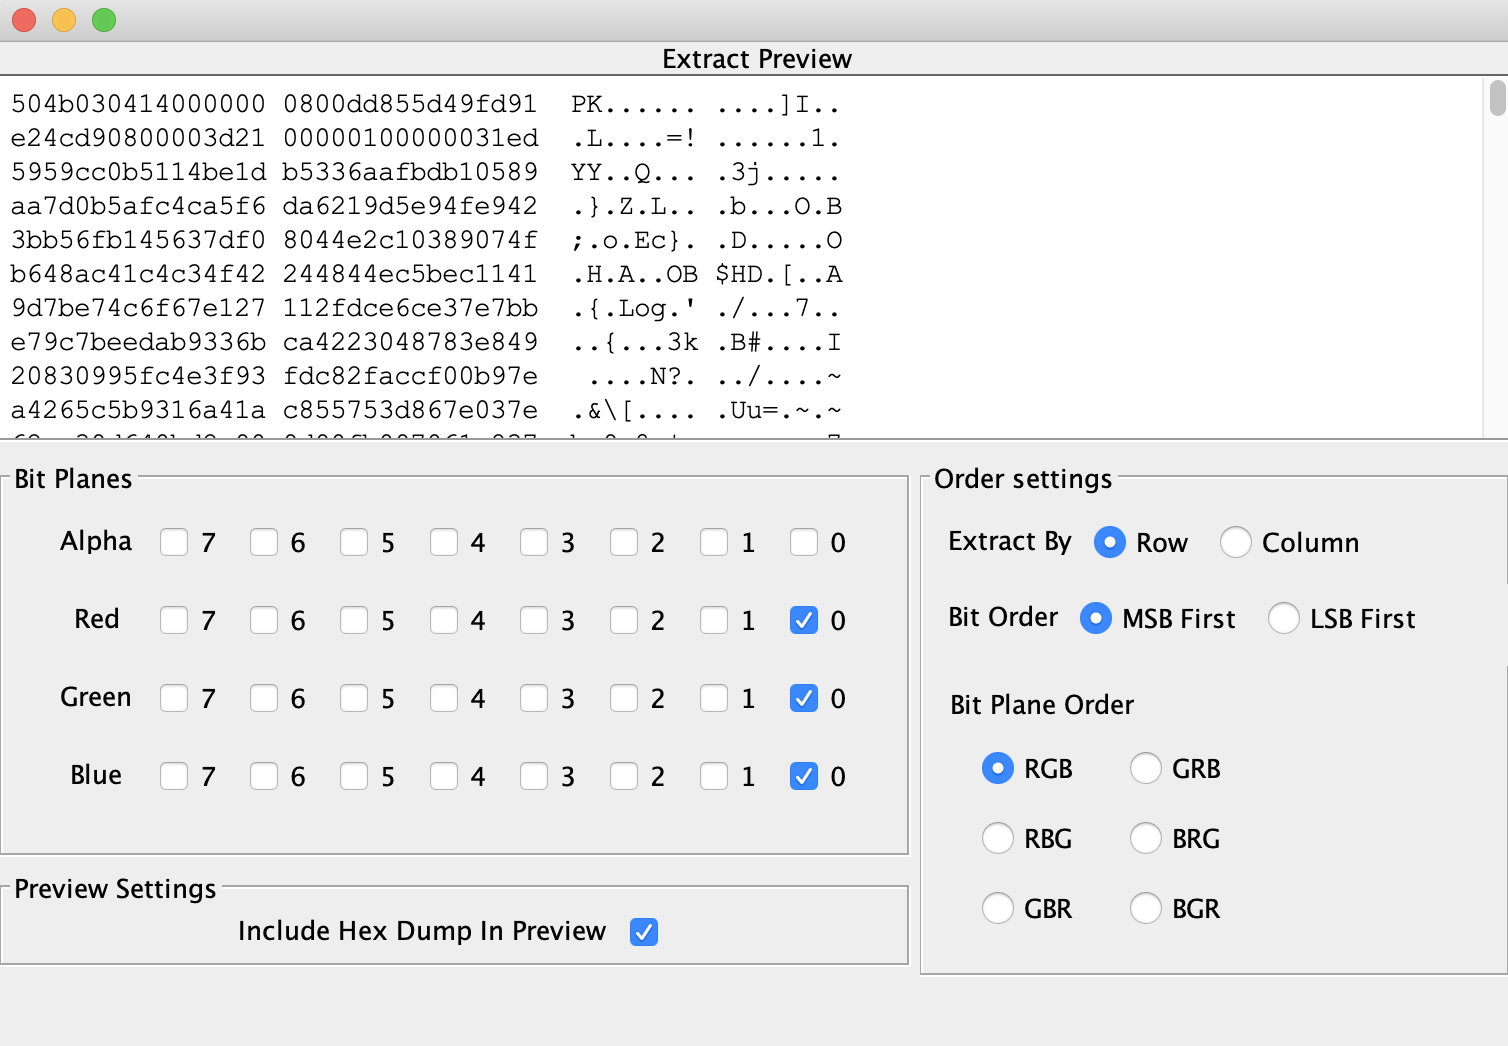 Extract Preview
504b030414000000 0800dd855d49fd91 PK...... ....]I..
e24cd90800003d21 00000100000031ed .L....=! ......1.
5959cc0b5114be1d b5336aafbdb10589 YY..Q... .3j.....
aa7d0b5afc4ca5f6 da6219d5e94fe942 .}.Z.L.. .b...O.B
3bb56fb145637df0 8044e2c10389074f ;.o.Ec}. .D.....O
b648ac41c4c34f42 244844ec5bec1141 .H.A..OB $HD.[..A
9d7be74c6f67e127 112fdce6ce37e7bb .{.Log.' ./...7..
e79c7beedab9336b ca4223048783e849 ..{...3k .B#....I
20830995fc4e3f93 fdc82faccf00b97e ....N?. ../....~
a4265c5b9316a41a c855753d867e037e .&\[.... .Uu=.~.~
Bit Planes
Alpha 7 6 5 4 3 2 1 0
Red 7 6 5 4 3 2 1 0
Green 7 6 5 4 3 2 1 0
Blue 7 6 5 4 3 2 1 0
Preview Settings
Include Hex Dump In Preview
Order settings
Extract By Row Column
Bit Order MSB First LSB First
Bit Plane Order
RGB GRB
RBG BRG
GBR BGR